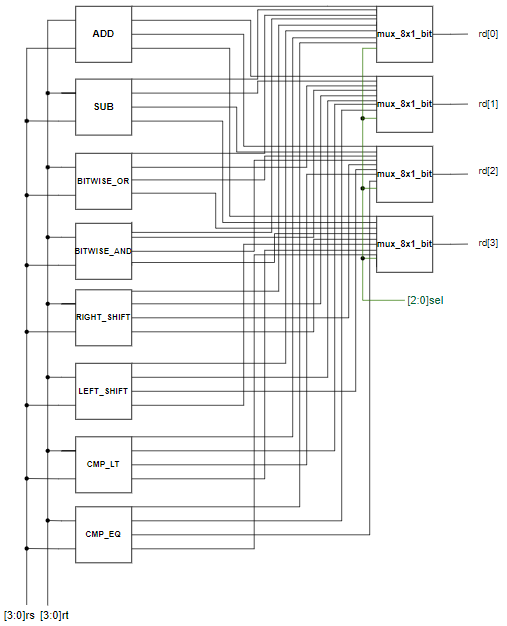 ADD
mux_8x1_bit
rd[0]
SUB
mux_8x1_bit
rd[1]
BITWISE_OR
mux_8x1_bit
rd[2]
BITWISE_AND
mux_8x1_bit
rd[3]
[2:0]sel
RIGHT_SHIFT
LEFT_SHIFT
CMP_LT
CMP_EQ
[3:0]rs [3:0]rt